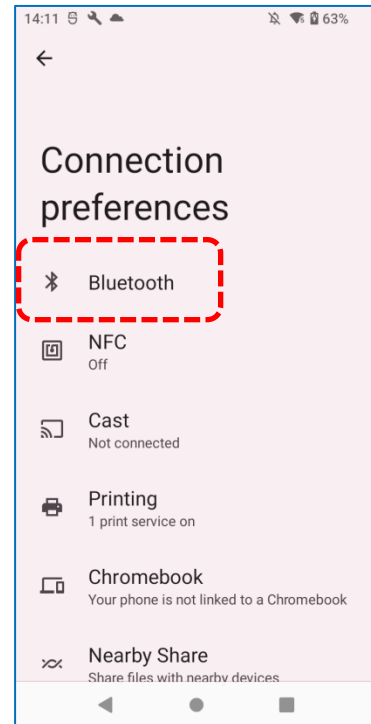 14:11 63%
Connection
preferences
Bluetooth
NFC
Off
Cast
Not connected
Printing
1 print service on
Chromebook
Your phone is not linked to a Chromebook
Nearby Share
Share files with nearby devices